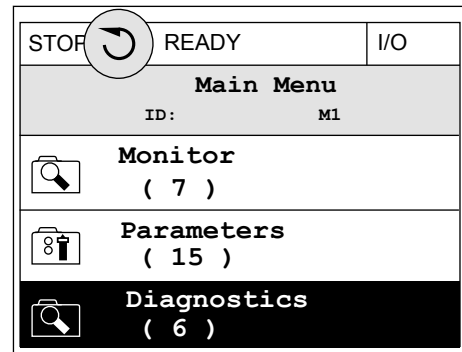 STOP READY I/O
Main Menu
ID: M1
Monitor
( 7 )
Parameters
( 15 )
Diagnostics
( 6 )